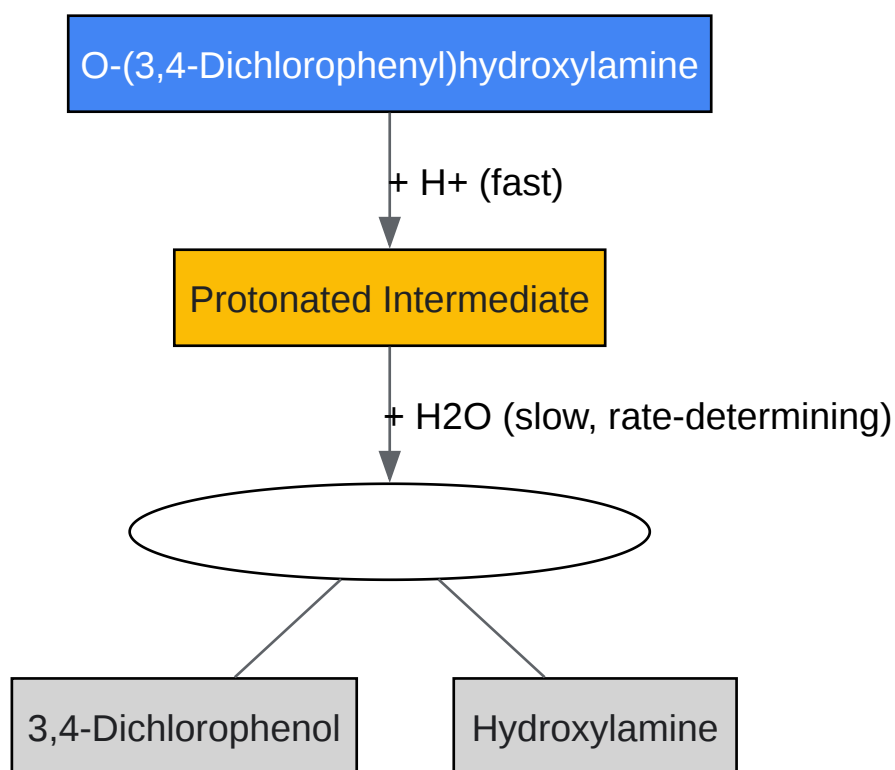 O-(3,4-Dichlorophenyl)hydroxylamine
+ H+ (fast)
Protonated Intermediate
+ H2O (slow, rate-determining)
3,4-Dichlorophenol
Hydroxylamine